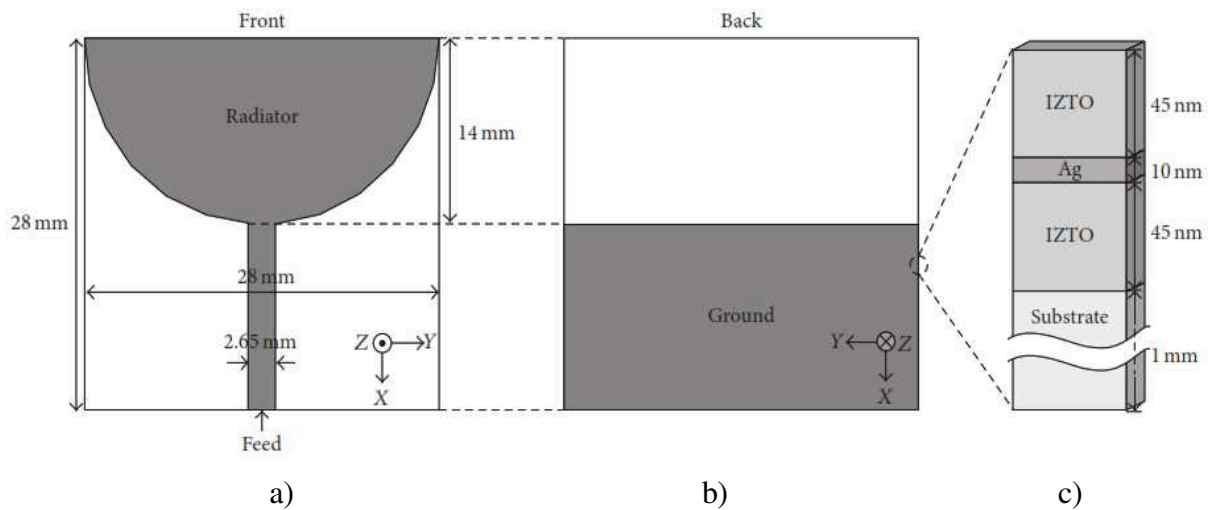 Front
Back
Radiator
14 mm
28 mm
28 mm
2.65 mm
Z
Y
X
Feed
Ground
Y
Z
X
IZTO
45 nm
Ag
10 nm
IZTO
45 nm
Substrate
1 mm
a)
b)
c)